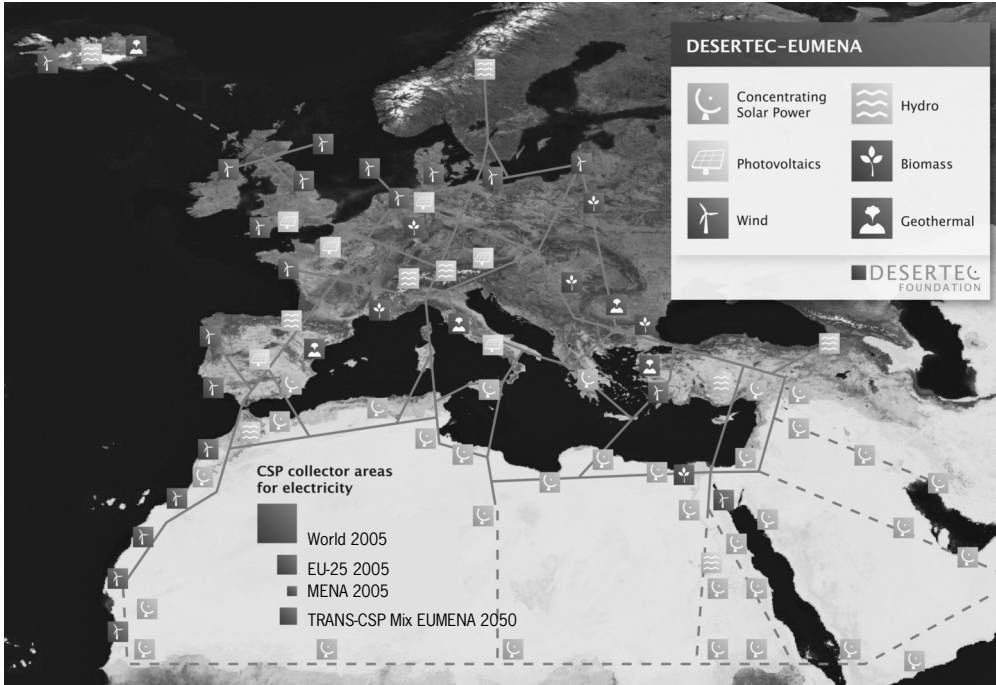 DESERTEC–EUMENA
Concentrating
Solar Power
Hydro
Photovoltaics
Biomass
Wind
Geothermal
DESERTEC
FOUNDATION
CSP collector areas
for electricity
World 2005
EU-25 2005
MENA 2005
TRANS-CSP Mix EUMENA 2050